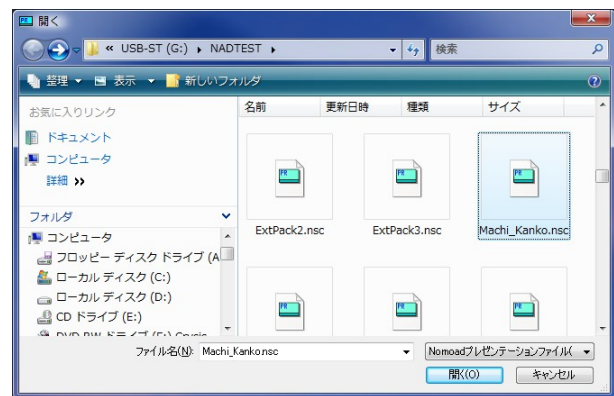 開く
« USB-ST (G:) ▸ NADTEST ▸
検索
整理 表示 新しいフォルダ
お気に入りリンク
ドキュメント
コンピュータ
詳細 »
フォルダ
コンピュータ
フロッピー ディスク ドライブ (A
ローカル ディスク (C:)
ローカル ディスク (D:)
CD ドライブ (E:)
名前 更新日時 種類 サイズ
PR PR PR
ExtPack2.nsc ExtPack3.nsc Machi_Kanko.nsc
PR PR PR
ファイル名(N): Machi_Kanko.nsc
Nomoadプレゼンテーションファイル(
開く(O) キャンセル